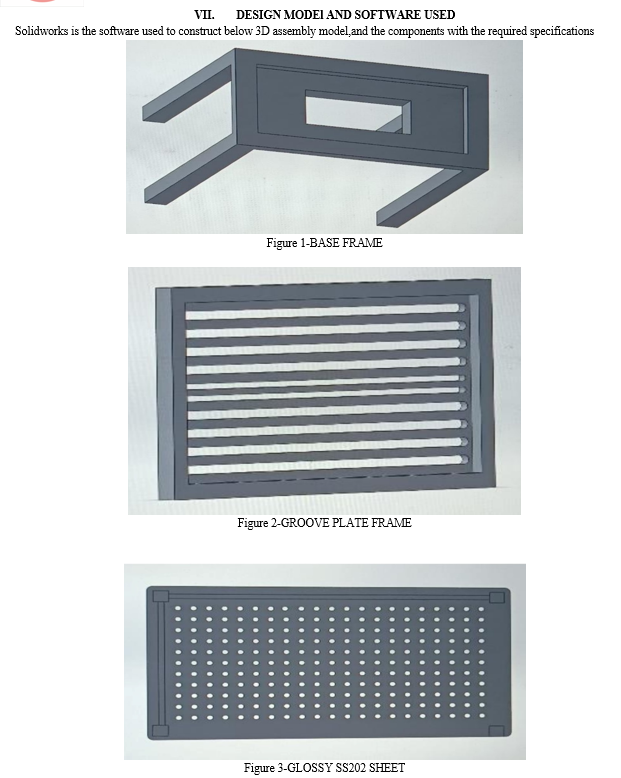 VII. DESIGN MODEl AND SOFTWARE USED
Solidworks is the software used to construct below 3D assembly model,and the components with the required specifications
Figure 1-BASE FRAME
Figure 2-GROOVE PLATE FRAME
Figure 3-GLOSSY SS202 SHEET